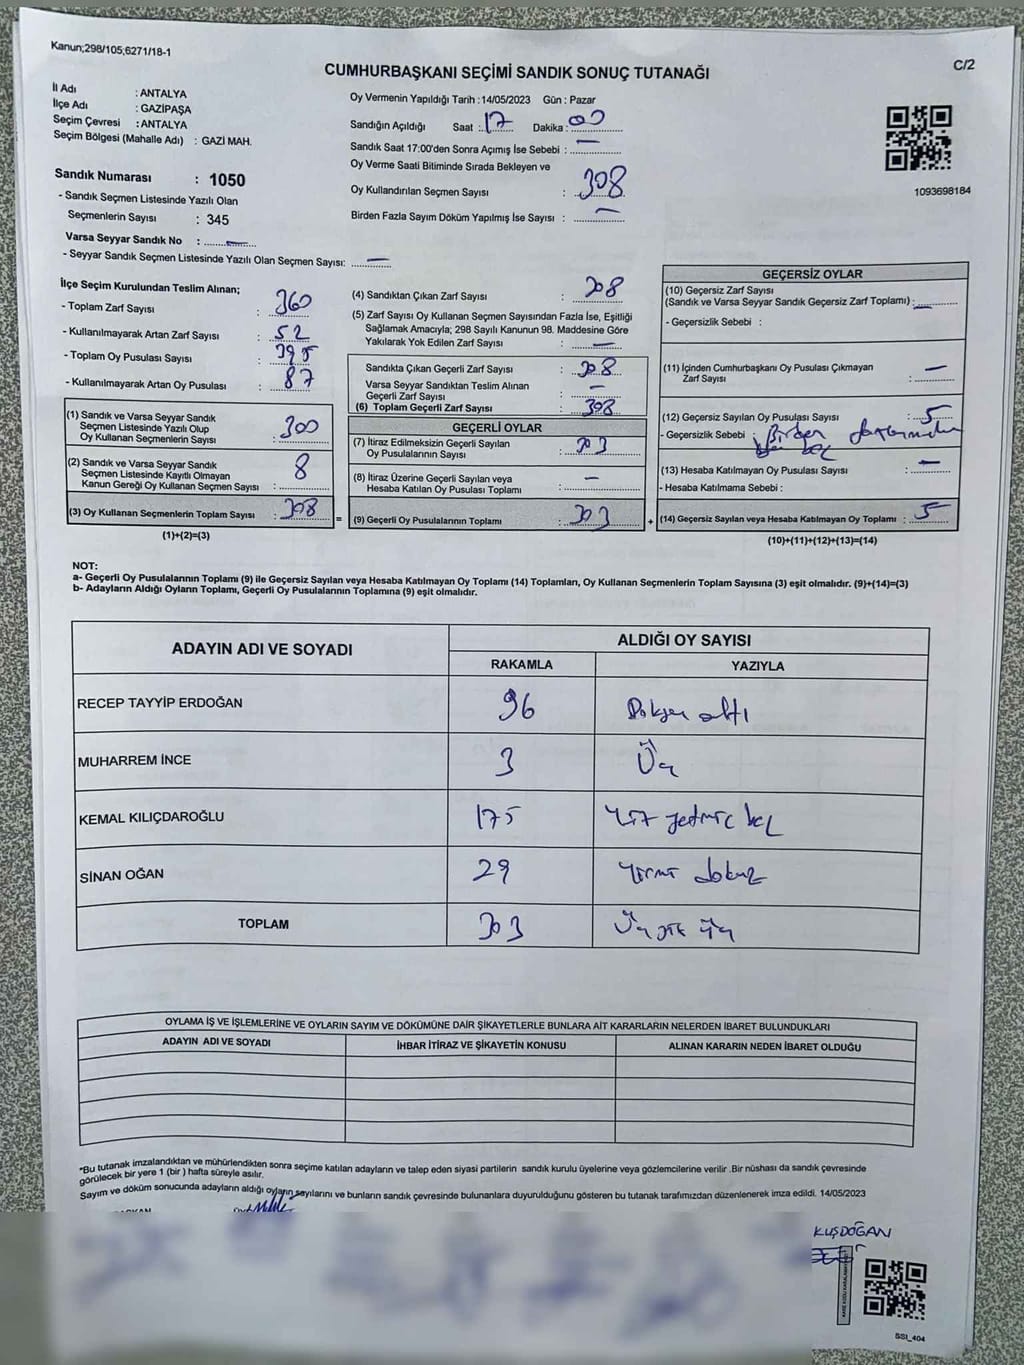 Kanun;298/105;6271/18-1
C/2
CUMHURBAŞKANI SEÇİMİ SANDIK SONUÇ TUTANAĞI
İl Adı : ANTALYA
İlçe Adı : GAZİPAŞA
Seçim Çevresi : ANTALYA
Seçim Bölgesi (Mahalle Adı) : GAZİ MAH.
Sandık Numarası : 1050
- Sandık Seçmen Listesinde Yazılı Olan
Seçmenlerin Sayısı : 345
Varsa Seyyar Sandık No : —
- Seyyar Sandık Seçmen Listesinde Yazılı Olan Seçmen Sayısı: —
Oy Vermenin Yapıldığı Tarih : 14/05/2023 Gün : Pazar
Sandığın Açıldığı Saat : 17 Dakika : 00
Sandık Saat 17:00'den Sonra Açımış İse Sebebi : —
Oy Verme Saati Bitiminde Sırada Bekleyen ve
Oy Kullandırılan Seçmen Sayısı : 308
Birden Fazla Sayım Döküm Yapılmış İse Sayısı : —
1093698184
İlçe Seçim Kurulundan Teslim Alınan;
- Toplam Zarf Sayısı : 360
- Kullanılmayarak Artan Zarf Sayısı : 52
- Toplam Oy Pusulası Sayısı : 395
- Kullanılmayarak Artan Oy Pusulası : 87
(1) Sandık ve Varsa Seyyar Sandık
Seçmen Listesinde Yazılı Olup
Oy Kullanan Seçmenlerin Sayısı : 300
(2) Sandık ve Varsa Seyyar Sandık
Seçmen Listesinde Kayıtlı Olmayan
Kanun Gereği Oy Kullanan Seçmen Sayısı : 8
(3) Oy Kullanan Seçmenlerin Toplam Sayısı : 308
(1)+(2)=(3)
(4) Sandıktan Çıkan Zarf Sayısı : 308
(5) Zarf Sayısı Oy Kullanan Seçmen Sayısından Fazla İse, Eşitliği
Sağlamak Amacıyla; 298 Sayılı Kanunun 98. Maddesine Göre
Yakılarak Yok Edilen Zarf Sayısı : —
Sandıkta Çıkan Geçerli Zarf Sayısı : 308
Varsa Seyyar Sandıktan Teslim Alınan
Geçerli Zarf Sayısı : —
(6) Toplam Geçerli Zarf Sayısı : 308
GEÇERLİ OYLAR
(7) İtiraz Edilmeksizin Geçerli Sayılan
Oy Pusulalarının Sayısı : 303
(8) İtiraz Üzerine Geçerli Sayılan veya
Hesaba Katılan Oy Pusulası Toplamı : —
= (9) Geçerli Oy Pusulalarının Toplamı : 303
GEÇERSİZ OYLAR
(10) Geçersiz Zarf Sayısı
(Sandık ve Varsa Seyyar Sandık Geçersiz Zarf Toplamı) : —
- Geçersizlik Sebebi :
(11) İçinden Cumhurbaşkanı Oy Pusulası Çıkmayan
Zarf Sayısı : —
(12) Geçersiz Sayılan Oy Pusulası Sayısı : 5
- Geçersizlik Sebebi : Birden
(13) Hesaba Katılmayan Oy Pusulası Sayısı : —
- Hesaba Katılmama Sebebi :
+ (14) Geçersiz Sayılan veya Hesaba Katılmayan Oy Toplamı : 5
(10)+(11)+(12)+(13)=(14)
NOT:
a- Geçerli Oy Pusulalarının Toplamı (9) ile Geçersiz Sayılan veya Hesaba Katılmayan Oy Toplamı (14) Toplamları, Oy Kullanan Seçmenlerin Toplam Sayısına (3) eşit olmalıdır. (9)+(14)=(3)
b- Adayların Aldığı Oyların Toplamı, Geçerli Oy Pusulalarının Toplamına (9) eşit olmalıdır.
ADAYIN ADI VE SOYADI
ALDIĞI OY SAYISI
RAKAMLA YAZIYLA
RECEP TAYYİP ERDOĞAN 96 Doksan altı
MUHARREM İNCE 3 Üç
KEMAL KILIÇDAROĞLU 175 Yüz yetmiş beş
SİNAN OĞAN 29 Yirmi dokuz
TOPLAM 303 Üç yüz üç
OYLAMA İŞ VE İŞLEMLERİNE VE OYLARIN SAYIM VE DÖKÜMÜNE DAİR ŞİKAYETLERLE BUNLARA AİT KARARLARIN NELERDEN İBARET BULUNDUKLARI
ADAYIN ADI VE SOYADI İHBAR İTİRAZ VE ŞİKAYETİN KONUSU ALINAN KARARIN NEDEN İBARET OLDUĞU
*Bu tutanak imzalandıktan ve mühürlendikten sonra seçime katılan adayların ve talep eden siyasi partilerin sandık kurulu üyelerine veya gözlemcilerine verilir .Bir nüshası da sandık çevresinde
görülecek bir yere 1 (bir ) hafta süreyle asılır.
Sayım ve döküm sonucunda adayların aldığı oyların sayılarını ve bunların sandık çevresinde bulunanlara duyurulduğunu gösteren bu tutanak tarafımızdan düzenlenerek imza edildi. 14/05/2023
KUŞDOĞAN
SSI_404